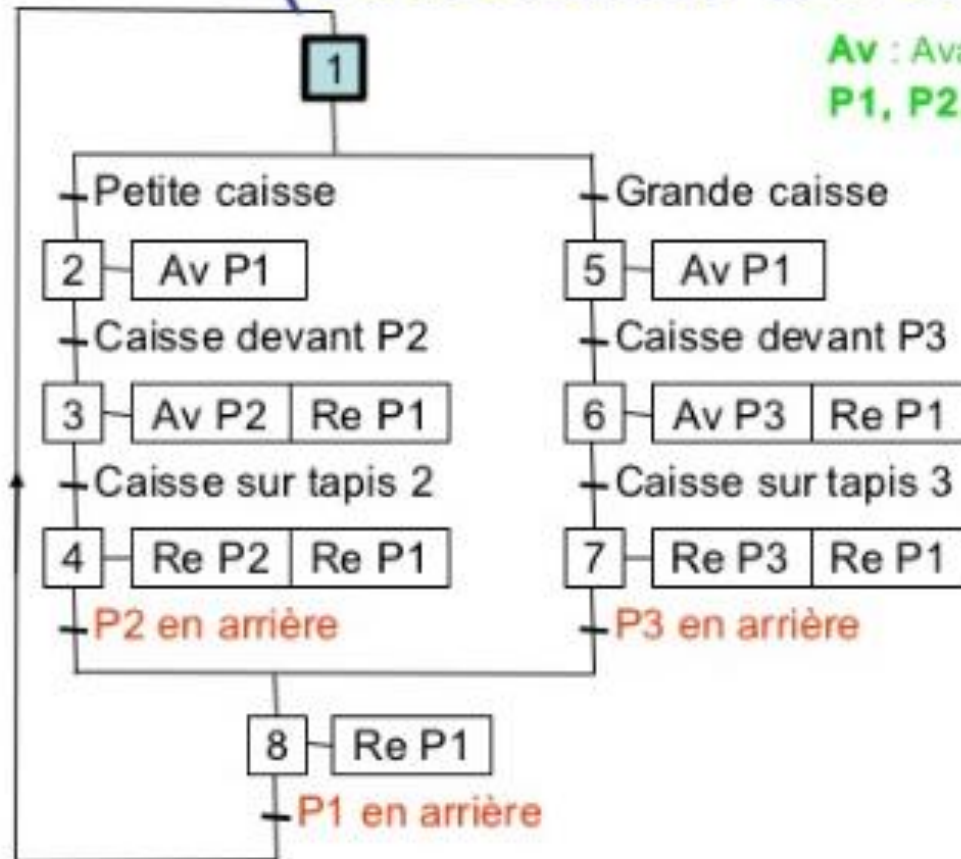 Av : Ava
P1, P2
1
Petite caisse
Grande caisse
2 Av P1
5 Av P1
Caisse devant P2
Caisse devant P3
3 Av P2 Re P1
6 Av P3 Re P1
Caisse sur tapis 2
Caisse sur tapis 3
4 Re P2 Re P1
7 Re P3 Re P1
P2 en arrière
P3 en arrière
8 Re P1
P1 en arrière